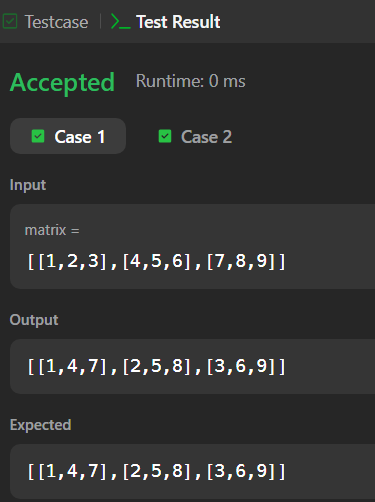 Testcase | Test Result
Accepted Runtime: 0 ms
Case 1 Case 2
Input
matrix =
[[1,2,3],[4,5,6],[7,8,9]]
Output
[[1,4,7],[2,5,8],[3,6,9]]
Expected
[[1,4,7],[2,5,8],[3,6,9]]